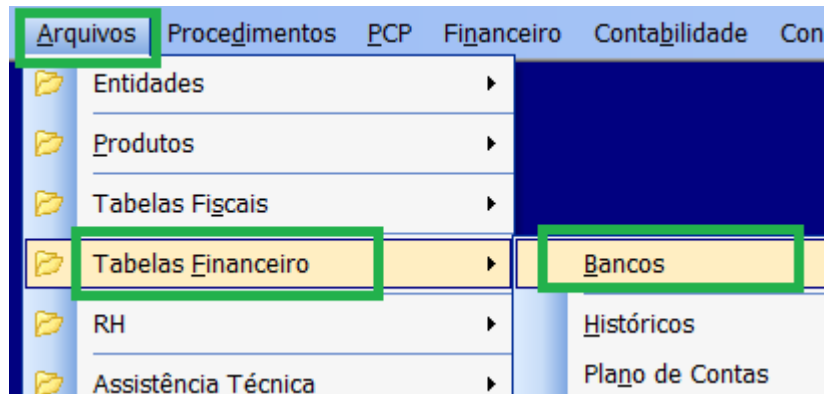 Arquivos Procedimentos PCP Financeiro Contabilidade Con
Entidades
Produtos
Tabelas Fiscais
Tabelas Financeiro
Bancos
RH
Históricos
Assistência Técnica
Plano de Contas